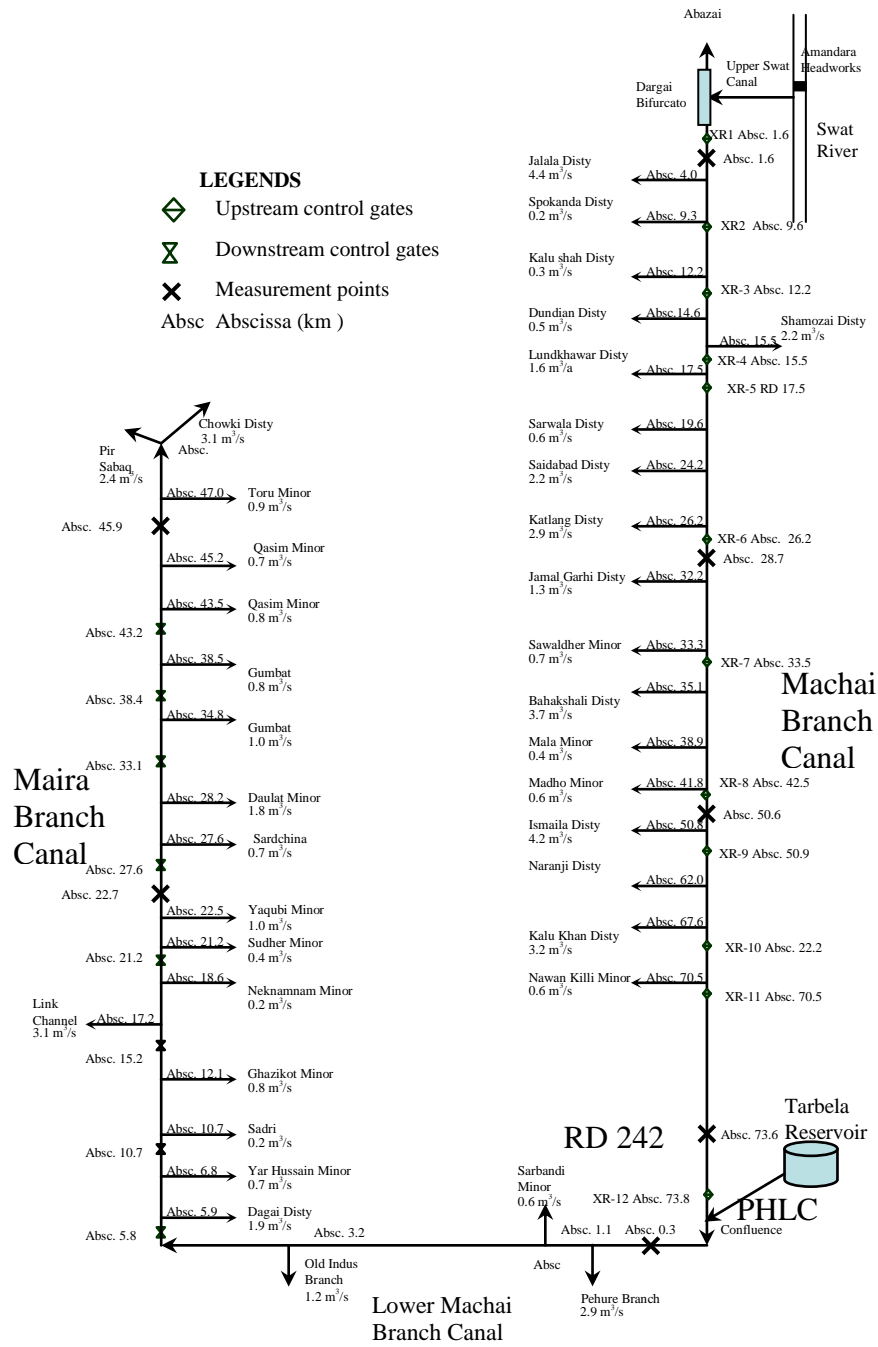 Abazai
Amandara
Headworks
Upper Swat
Canal
Dargai
Bifurcato
Swat
River
XR1 Absc. 1.6
Absc. 1.6
Jalala Disty
4.4 m³/s
Absc. 4.0
Spokanda Disty
0.2 m³/s
Absc. 9.3
XR2 Absc. 9.6
Kalu shah Disty
0.3 m³/s
Absc. 12.2
XR-3 Absc. 12.2
Dundian Disty
0.5 m³/s
Absc.14.6
Shamozai Disty
2.2 m³/s
Absc. 15.5
XR-4 Absc. 15.5
Lundkhawar Disty
1.6 m³/a
Absc. 17.5
XR-5 RD 17.5
Sarwala Disty
0.6 m³/s
Absc. 19.6
Saidabad Disty
2.2 m³/s
Absc. 24.2
Katlang Disty
2.9 m³/s
Absc. 26.2
XR-6 Absc. 26.2
Absc. 28.7
Jamal Garhi Disty
1.3 m³/s
Absc. 32.2
Sawaldher Minor
0.7 m³/s
Absc. 33.3
XR-7 Absc. 33.5
Bahakshali Disty
3.7 m³/s
Absc. 35.1
Machai
Branch
Canal
Mala Minor
0.4 m³/s
Absc. 38.9
Madho Minor
0.6 m³/s
Absc. 41.8
XR-8 Absc. 42.5
Absc. 50.6
Ismaila Disty
4.2 m³/s
Absc. 50.8
XR-9 Absc. 50.9
Naranji Disty
Absc. 62.0
Kalu Khan Disty
3.2 m³/s
Absc. 67.6
XR-10 Absc. 22.2
Nawan Killi Minor
0.6 m³/s
Absc. 70.5
XR-11 Absc. 70.5
RD 242
Absc. 73.6
Tarbela
Reservoir
XR-12 Absc. 73.8
PHLC
Confluence
LEGENDS
Upstream control gates
Downstream control gates
Measurement points
Absc Abscissa (km )
Chowki Disty
3.1 m³/s
Absc.
Pir
Sabaq
2.4 m³/s
Absc. 47.0
Toru Minor
0.9 m³/s
Absc. 45.9
Absc. 45.2
Qasim Minor
0.7 m³/s
Absc. 43.5
Qasim Minor
0.8 m³/s
Absc. 43.2
Absc. 38.5
Gumbat
0.8 m³/s
Absc. 38.4
Absc. 34.8
Gumbat
1.0 m³/s
Absc. 33.1
Maira
Branch
Canal
Absc. 28.2
Daulat Minor
1.8 m³/s
Absc. 27.6
Sardchina
0.7 m³/s
Absc. 27.6
Absc. 22.7
Absc. 22.5
Yaqubi Minor
1.0 m³/s
Absc. 21.2
Sudher Minor
0.4 m³/s
Absc. 21.2
Absc. 18.6
Neknamnam Minor
0.2 m³/s
Link
Channel
3.1 m³/s
Absc. 17.2
Absc. 15.2
Absc. 12.1
Ghazikot Minor
0.8 m³/s
Absc. 10.7
Sadri
0.2 m³/s
Absc. 10.7
Absc. 6.8
Yar Hussain Minor
0.7 m³/s
Absc. 5.9
Dagai Disty
1.9 m³/s
Absc. 5.8
Absc. 3.2
Sarbandi
Minor
0.6 m³/s
Absc. 1.1
Absc. 0.3
Absc
Old Indus
Branch
1.2 m³/s
Pehure Branch
2.9 m³/s
Lower Machai
Branch Canal